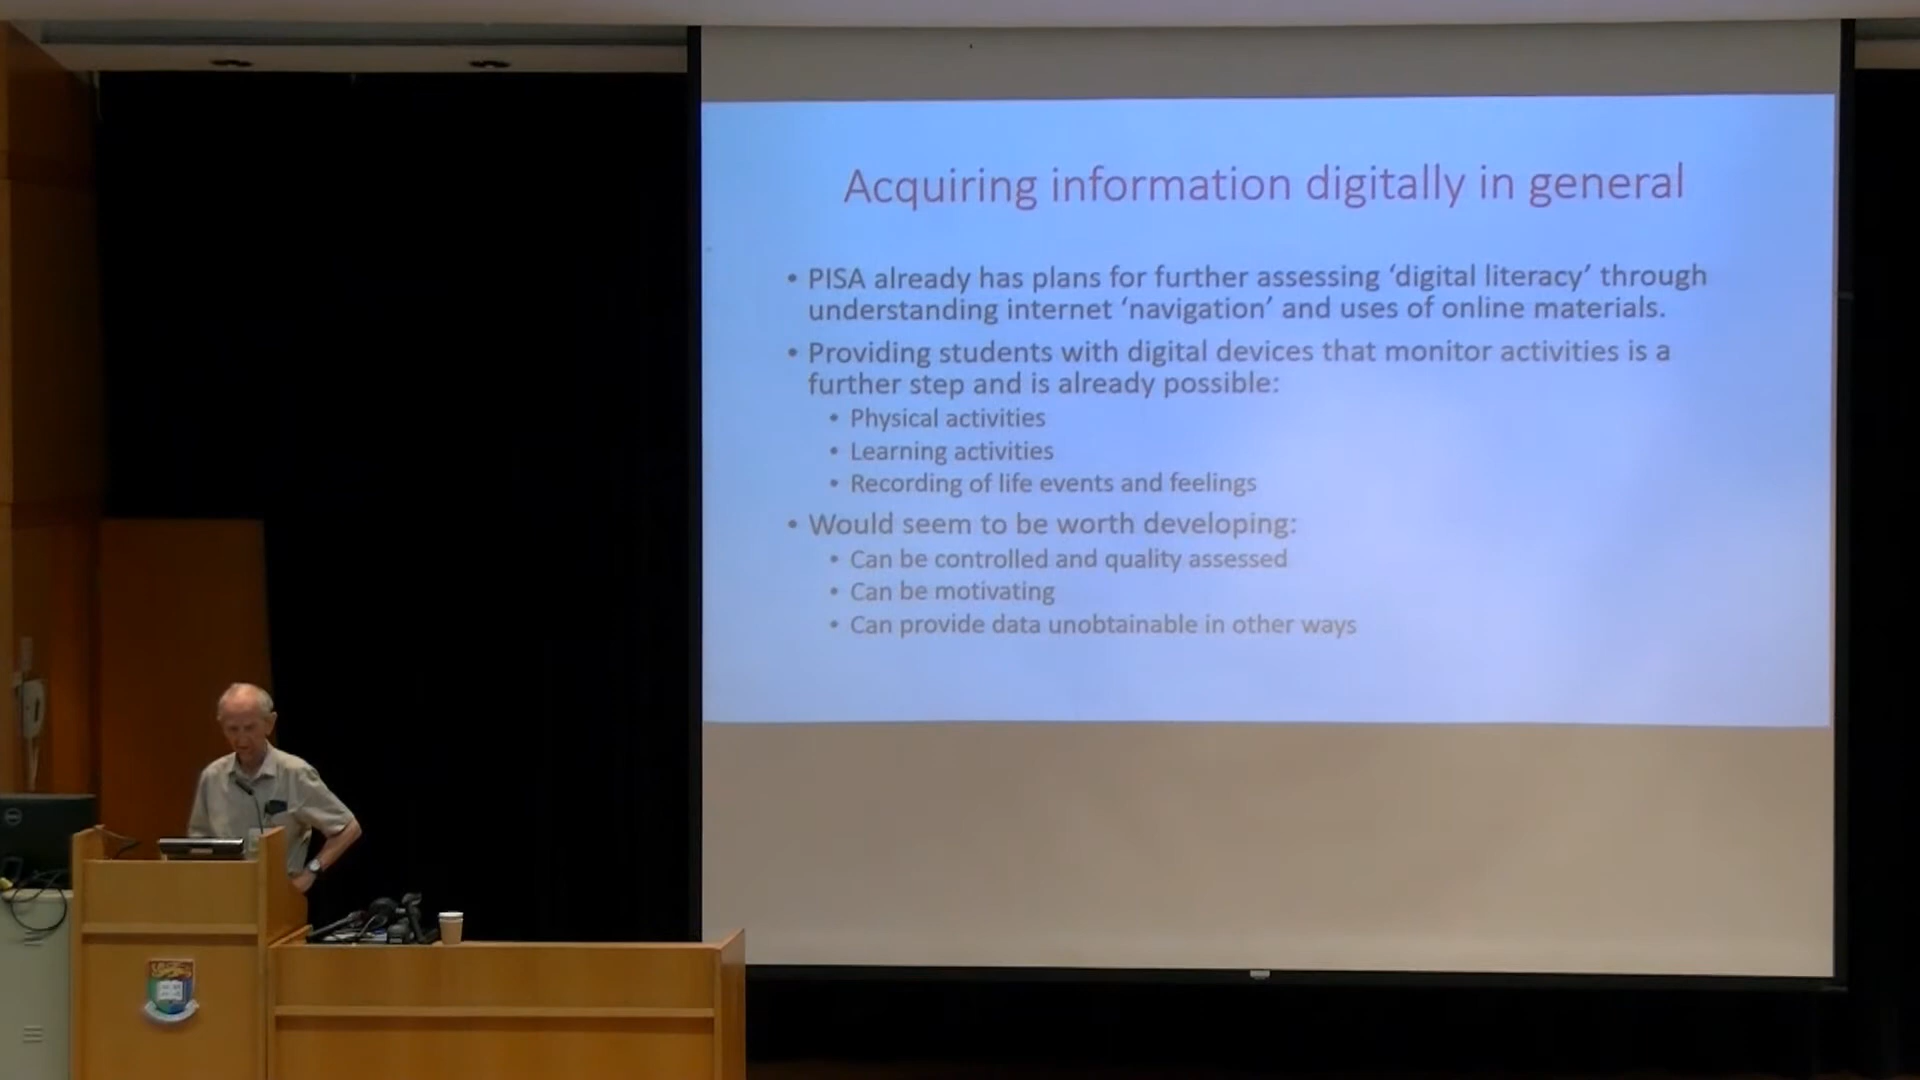 Acquiring information digitally in general
• PISA already has plans for further assessing ‘digital literacy’ through
understanding internet ‘navigation’ and uses of online materials.
• Providing students with digital devices that monitor activities is a
further step and is already possible:
• Physical activities
• Learning activities
• Recording of life events and feelings
• Would seem to be worth developing:
• Can be controlled and quality assessed
• Can be motivating
• Can provide data unobtainable in other ways